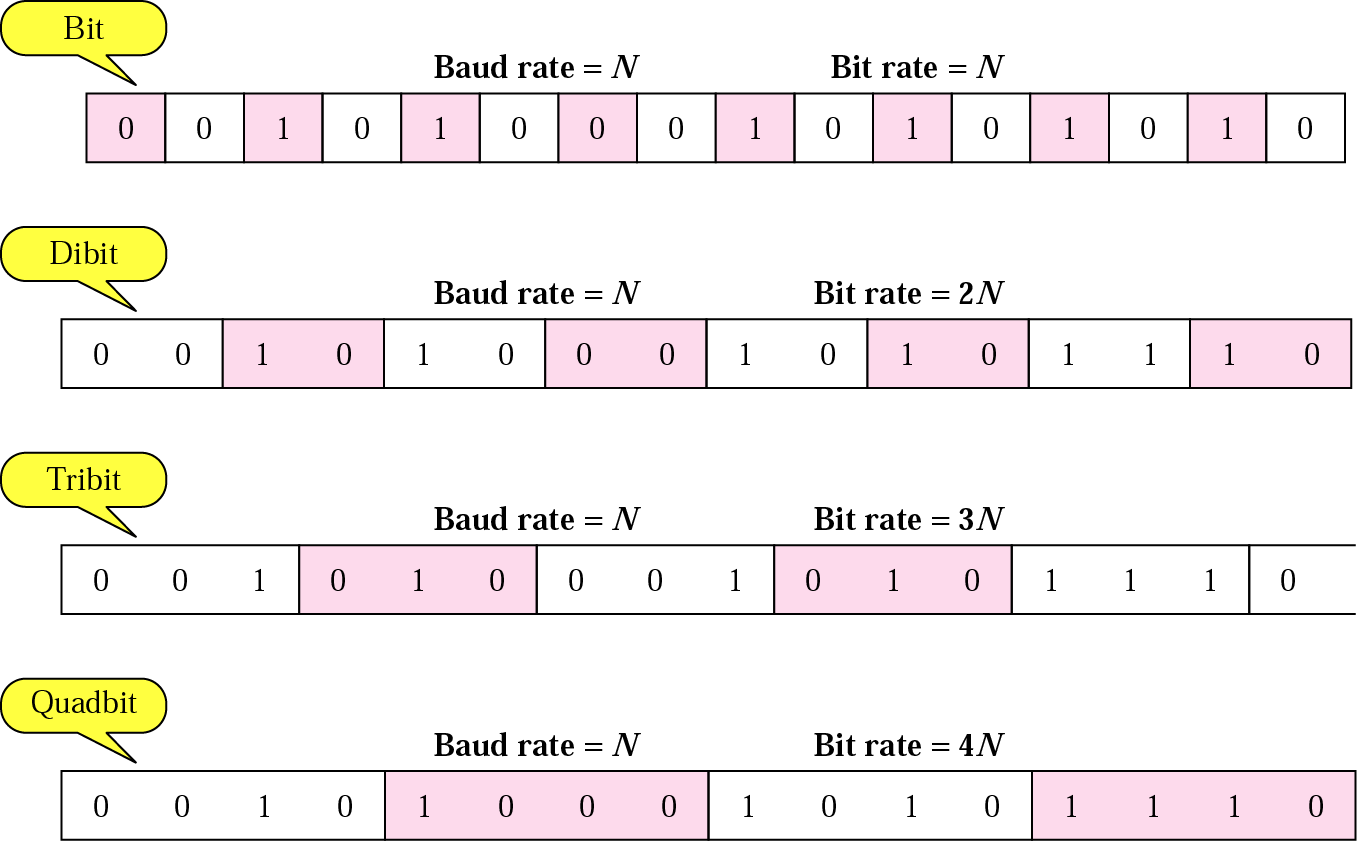 Bit
Baud rate = N Bit rate = N
0 0 1 0 1 0 0 0 1 0 1 0 1 0 1 0
Dibit
Baud rate = N Bit rate = 2N
0 0 1 0 1 0 0 0 1 0 1 0 1 1 1 0
Tribit
Baud rate = N Bit rate = 3N
0 0 1 0 1 0 0 0 1 0 1 0 1 1 1 0
Quadbit
Baud rate = N Bit rate = 4N
0 0 1 0 1 0 0 0 1 0 1 0 1 1 1 0